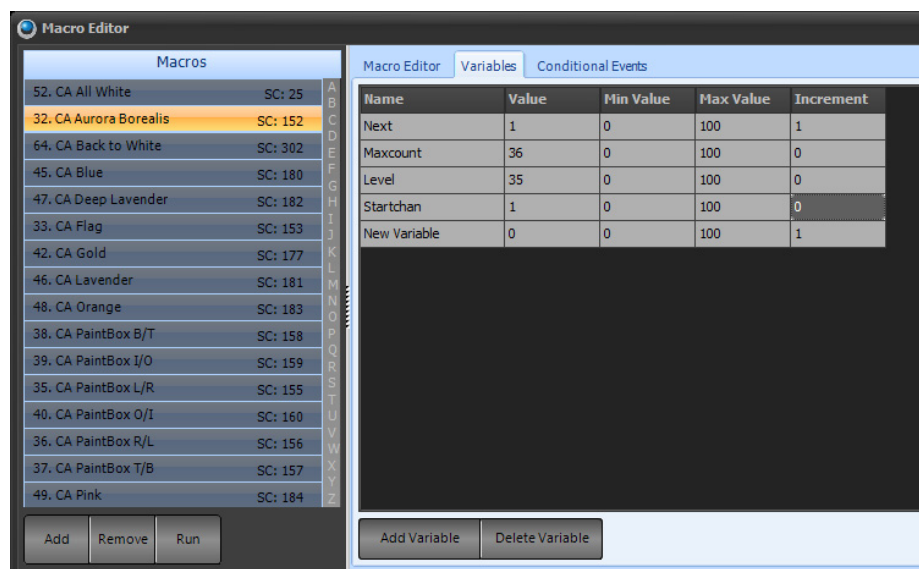 Macro Editor
Macros
52. CA All White SC: 25
32. CA Aurora Borealis SC: 152
64. CA Back to White SC: 302
45. CA Blue SC: 180
47. CA Deep Lavender SC: 182
33. CA Flag SC: 153
42. CA Gold SC: 177
46. CA Lavender SC: 181
48. CA Orange SC: 183
38. CA PaintBox B/T SC: 158
39. CA PaintBox I/O SC: 159
35. CA PaintBox L/R SC: 155
40. CA PaintBox O/I SC: 160
36. CA PaintBox R/L SC: 156
37. CA PaintBox T/B SC: 157
49. CA Pink SC: 184
A
B
C
D
E
F
G
H
I
J
K
L
M
N
O
P
Q
R
S
T
U
V
W
X
Y
Z
Add Remove Run
Macro Editor Variables Conditional Events
Name Value Min Value Max Value Increment
Next 1 0 100 1
Maxcount 36 0 100 0
Level 35 0 100 0
Startchan 1 0 100 0
New Variable 0 0 100 1
Add Variable Delete Variable